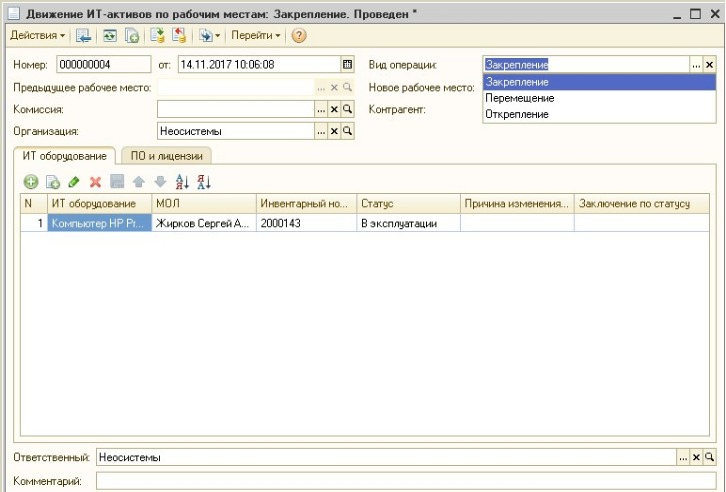 Движение ИТ-активов по рабочим местам: Закрепление. Проведен *
Действия Перейти
Номер: 000000004 от: 14.11.2017 10:06:08 Вид операции: Закрепление
Предыдущее рабочее место: Новое рабочее место: Закрепление
Перемещение
Комиссия: Контрагент: Открепление
Организация: Неосистемы
ИТ оборудование ПО и лицензии
N ИТ оборудование МОЛ Инвентарный но... Статус Причина изменения... Заключение по статусу
1 Компьютер HP Pr... Жирков Сергей А... 2000143 В эксплуатации
Ответственный: Неосистемы
Комментарий: